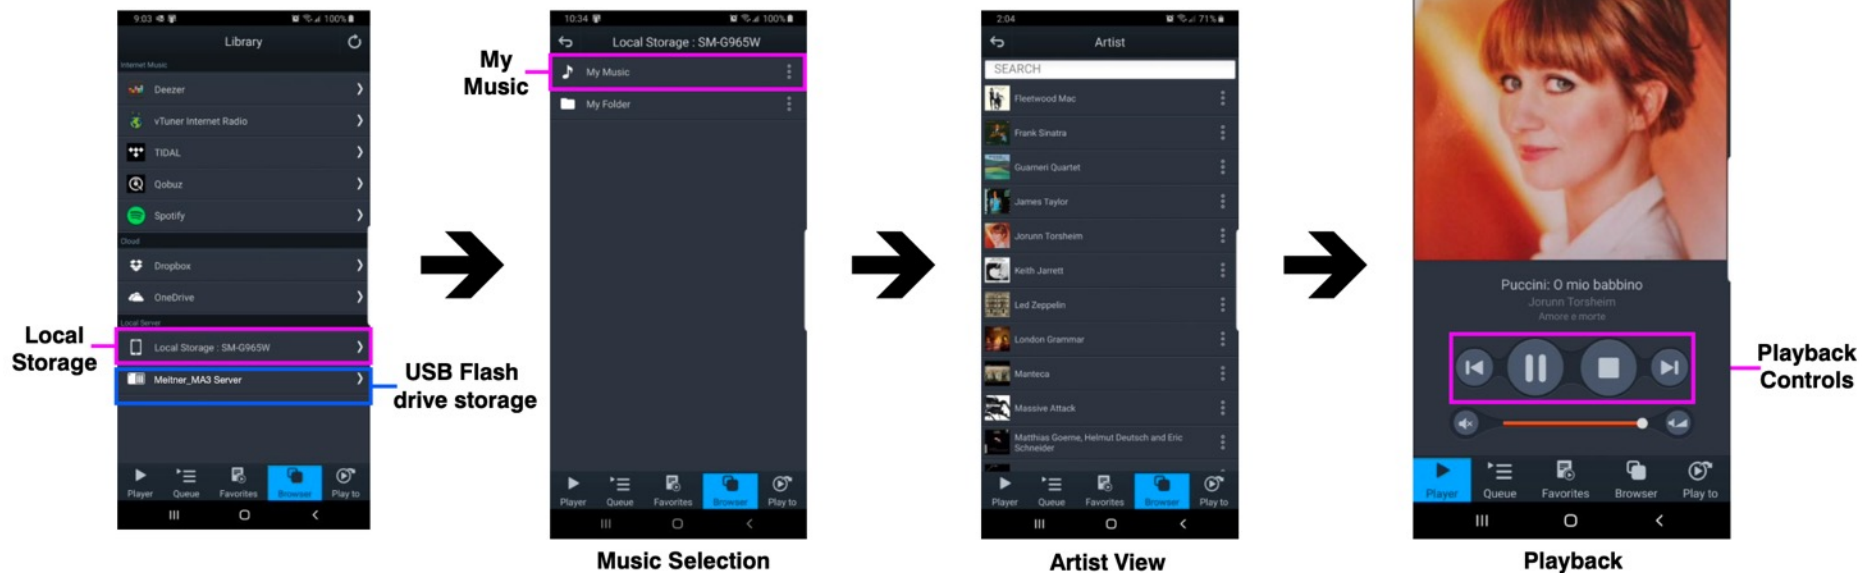 9:03
100%
Library
Internet Music
Deezer
vTuner Internet Radio
TIDAL
Qobuz
Spotify
Cloud
Dropbox
OneDrive
Local Server
Local Storage : SM-G965W
Meitner_MA3 Server
Player
Queue
Favorites
Browser
Play to
Local
Storage
USB Flash
drive storage
10:34
100%
Local Storage : SM-G965W
My Music
My Folder
Player
Queue
Favorites
Browser
Play to
My
Music
Music Selection
2:04
71%
Artist
SEARCH
Fleetwood Mac
Frank Sinatra
Guarneri Quartet
James Taylor
Jorunn Torsheim
Keith Jarrett
Led Zeppelin
London Grammar
Manteca
Massive Attack
Matthias Goerne, Helmut Deutsch and Eric
Schneider
Player
Queue
Favorites
Browser
Play to
Artist View
Puccini: O mio babbino
Jorunn Torsheim
Amore e morte
Player
Queue
Favorites
Browser
Play to
Playback
Controls
Playback